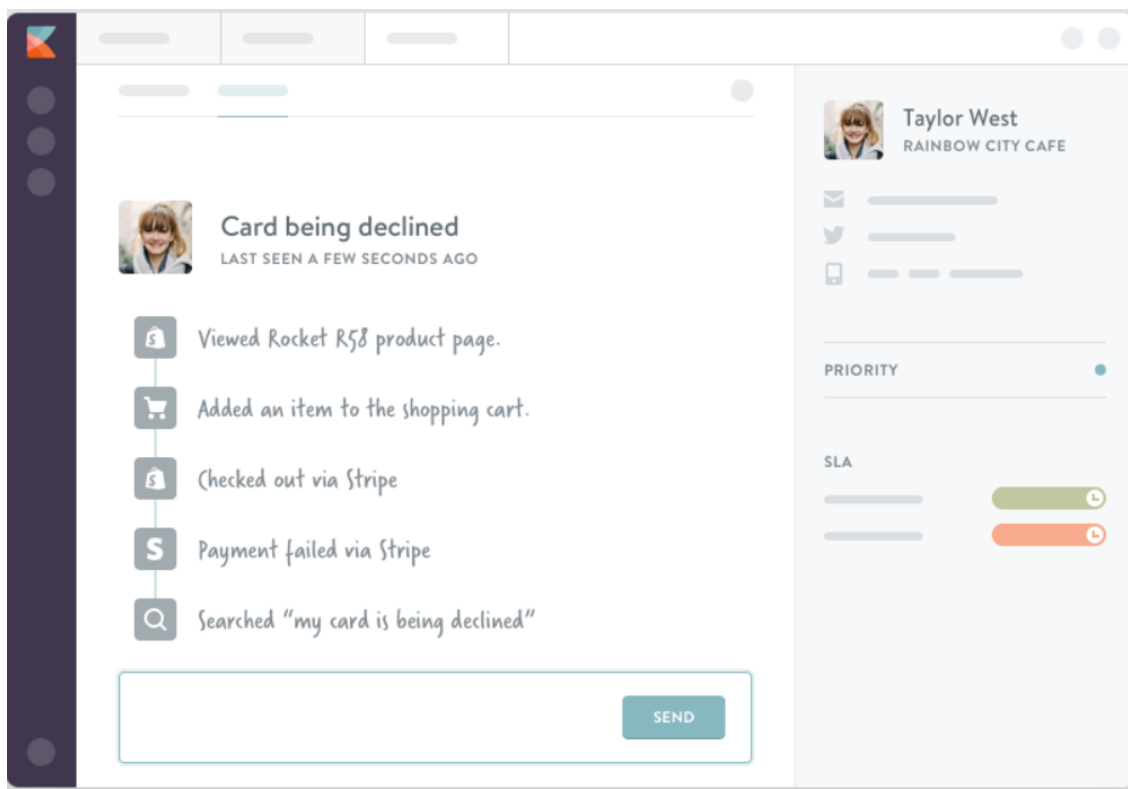 Taylor West
RAINBOW CITY CAFE
Card being declined
LAST SEEN A FEW SECONDS AGO
Viewed Rocket R58 product page.
Added an item to the shopping cart.
Checked out via Stripe
Payment failed via Stripe
Searched “my card is being declined”
SEND
PRIORITY
SLA